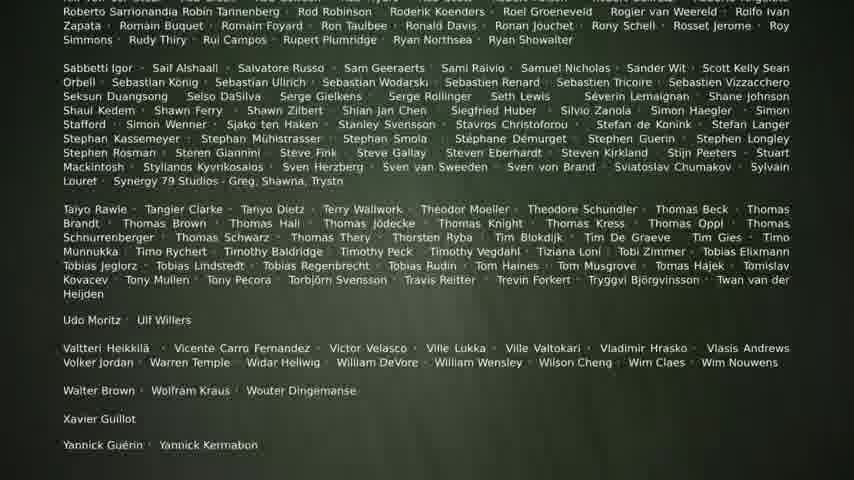 Roberto Sarrionandia Robin Tannenberg · Rod Robinson · Roderik Koenders · Roel Groeneveld · Rogier van Weereld · Rolfo Ivan
Zapata · Romain Buquet · Romain Foyard · Ron Taulbee · Ronald Davis · Ronan Jouchet · Rony Schell · Rosset Jerome · Roy
Simmons · Rudy Thiry · Rui Campos · Rupert Plumridge · Ryan Northsea · Ryan Showalter
Sabbetti Igor · Saif Alshaali · Salvatore Russo · Sam Geeraerts · Sami Raivio · Samuel Nicholas · Sander Wit · Scott Kelly Sean
Orbell · Sebastian König · Sebastian Ullrich · Sebastian Wodarski · Sebastien Renard · Sebastien Tricoire · Sebastien Vizzacchero
Seksun Duangsong · Selso DaSilva · Serge Gielkens · Serge Rollinger · Seth Lewis · Séverin Lemaignan · Shane Johnson
Shaul Kedem · Shawn Ferry · Shawn Zilbert · Shian Jan Chen · Siegfried Huber · Silvio Zanola · Simon Haegler · Simon
Stafford · Simon Wenner · Sjako ten Haken · Stanley Svensson · Stavros Christoforou · Stefan de Konink · Stefan Langer
Stephan Kassemeyer · Stephan Mühlstrasser · Stephan Smola · Stéphane Démurget · Stephen Guerin · Stephen Longley
Stephen Rosman · Steren Giannini · Steve Fink · Steve Gallay · Steven Eberhardt · Steven Kirkland · Stijn Peeters · Stuart
Mackintosh · Stylianos Kyvrikosaios · Sven Herzberg · Sven van Sweeden · Sven von Brand · Sviatoslav Chumakov · Sylvain
Louret · Synergy 79 Studios - Greg, Shawna, Trystn
Taiyo Rawle · Tangier Clarke · Tanyo Dietz · Terry Wallwork · Theodor Moeller · Theodore Schundler · Thomas Beck · Thomas
Brandt · Thomas Brown · Thomas Hall · Thomas Jödecke · Thomas Knight · Thomas Kress · Thomas Oppl · Thomas
Schnurrenberger · Thomas Schwarz · Thomas Thery · Thorsten Ryba · Tim Blokdijk · Tim De Graeve · Tim Gies · Timo
Munnukka · Timo Rychert · Timothy Baldridge · Timothy Peck · Timothy Vegdahl · Tiziana Loni · Tobi Zimmer · Tobias Elixmann
Tobias Jeglorz · Tobias Lindstedt · Tobias Regenbrecht · Tobias Rudin · Tom Haines · Tom Musgrove · Tomas Hájek · Tomislav
Kovacev · Tony Mullen · Tony Pecora · Torbjörn Svensson · Travis Reitter · Trevin Forkert · Tryggvi Björgvinsson · Twan van der
Heijden
Udo Moritz · Ulf Willers
Valtteri Heikkilä · Vicente Carro Fernandez · Victor Velasco · Ville Lukka · Ville Valtokari · Vladimir Hrasko · Vlasis Andrews
Volker Jordan · Warren Temple · Widar Hellwig · William DeVore · William Wensley · Wilson Cheng · Wim Claes · Wim Nouwens
Walter Brown · Wolfram Kraus · Wouter Dingemanse
Xavier Guillot
Yannick Guérin · Yannick Kermabon